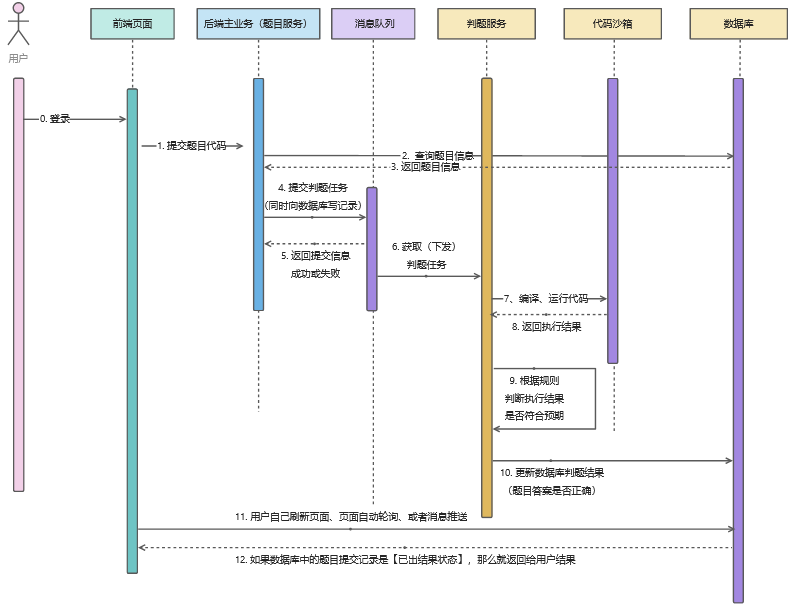 前端页面
后端主业务（题目服务）
消息队列
判题服务
代码沙箱
数据库
用户
0. 登录
1. 提交题目代码
2. 查询题目信息
3. 返回题目信息
4. 提交判题任务
（同时向数据库写记录）
5. 返回提交信息
成功或失败
6. 获取（下发）
判题任务
7、编译、运行代码
8. 返回执行结果
9. 根据规则
判断执行结果
是否符合预期
10. 更新数据库判题结果
（题目答案是否正确）
11. 用户自己刷新页面、页面自动轮询、或者消息推送
12. 如果数据库中的题目提交记录是【已出结果状态】，那么就返回给用户结果